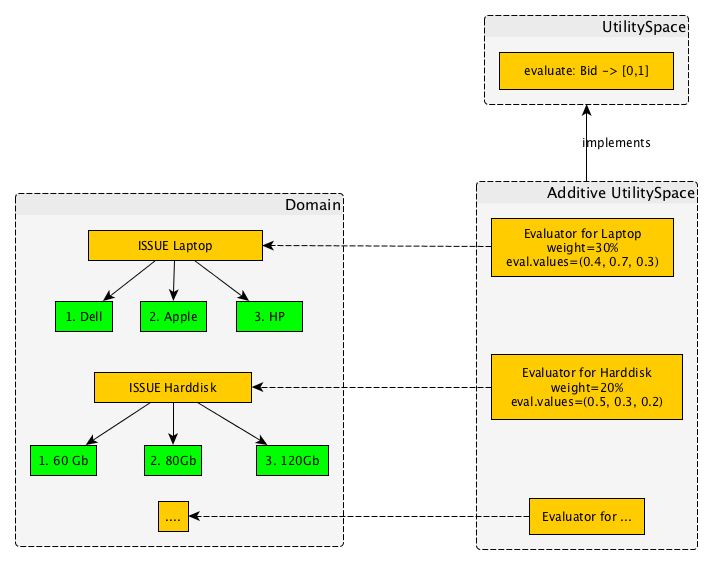 UtilitySpace
evaluate: Bid -> [0,1]
implements
Domain
ISSUE Laptop
1. Dell
2. Apple
3. HP
ISSUE Harddisk
1. 60 Gb
2. 80Gb
3. 120Gb
....
Additive UtilitySpace
Evaluator for Laptop
weight=30%
eval.values=(0.4, 0.7, 0.3)
Evaluator for Harddisk
weight=20%
eval.values=(0.5, 0.3, 0.2)
Evaluator for ...